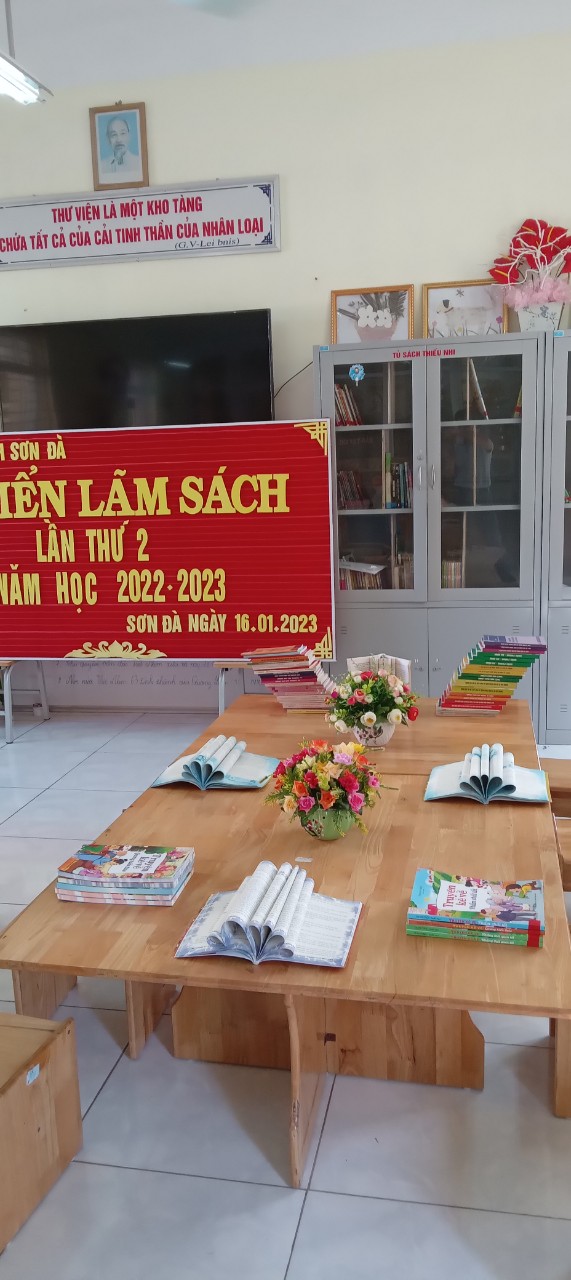 THƯ VIỆN LÀ MỘT KHO TÀNG
CHỨA TẤT CẢ CỦA CẢI TINH THẦN CỦA NHÂN LOẠI
(G.V-Lei bnis)
TỦ SÁCH THIẾU NHI
SƠN ĐÀ
IỂN LÃM SÁCH
LẦN THỨ 2
NĂM HỌC 2022-2023
SƠN ĐÀ NGÀY 16.01.2023
Truyện
kể về